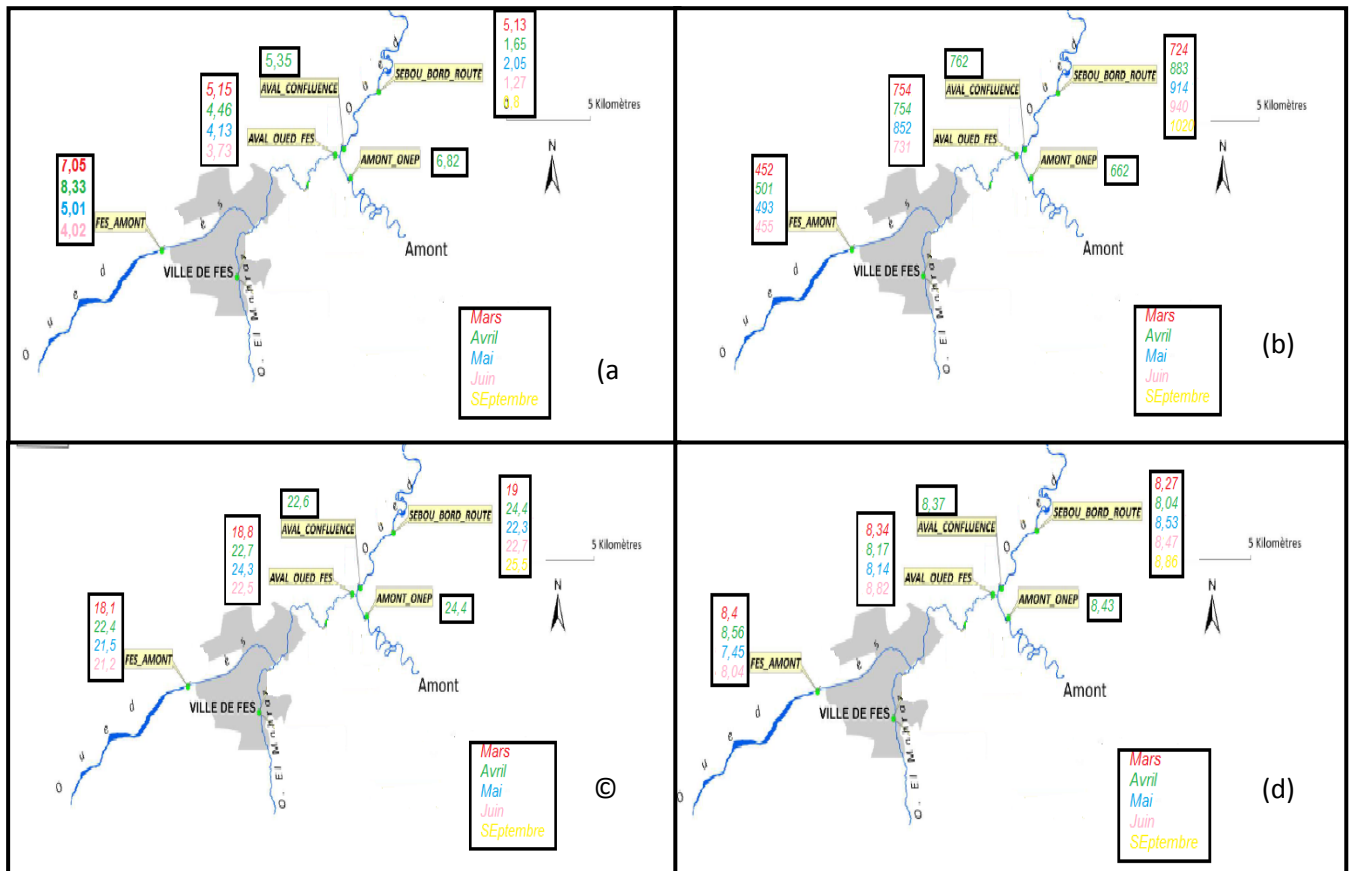 5,13
1,65
2,05
1,27
0,8
5,35
SEBOU_BORD_ROUTE
5,15
4,46
4,13
3,73
AVAL_CONFLUENCE
5 Kilomètres
AVAL_OUED_FES
AMONT_ONEP
6,82
N
7,05
8,33
5,01
4,02
FES_AMONT
Amont
VILLE DE FES
O u e d
F e s
O u e d
O. El Mahraz
Mars
Avril
Mai
Juin
SEptembre
(a
724
883
914
940
1020
762
SEBOU_BORD_ROUTE
754
754
852
731
AVAL_CONFLUENCE
5 Kilomètres
AVAL_OUED_FES
AMONT_ONEP
662
N
452
501
493
455
FES_AMONT
Amont
VILLE DE FES
O u e d
e s
O u e d
Mars
Avril
Mai
Juin
SEptembre
(b)
19
24,4
22,3
22,7
25,5
22,6
SEBOU_BORD_ROUTE
18,8
22,7
24,3
22,5
AVAL_CONFLUENCE
5 Kilomètres
AVAL_OUED_FES
AMONT_ONEP
24,4
N
18,1
22,4
21,5
21,2
FES_AMONT
Amont
VILLE DE FES
O u e d
e s
O u e d
Mars
Avril
Mai
Juin
SEptembre
©
8,27
8,04
8,53
8,47
8,86
8,37
SEBOU_BORD_ROUTE
8,34
8,17
8,14
8,82
AVAL_CONFLUENCE
5 Kilomètres
AVAL_OUED_FES
AMONT_ONEP
8,43
N
8,4
8,56
7,45
8,04
FES_AMONT
Amont
VILLE DE FES
O u e d
e s
O u e d
Mars
Avril
Mai
Juin
SEptembre
(d)